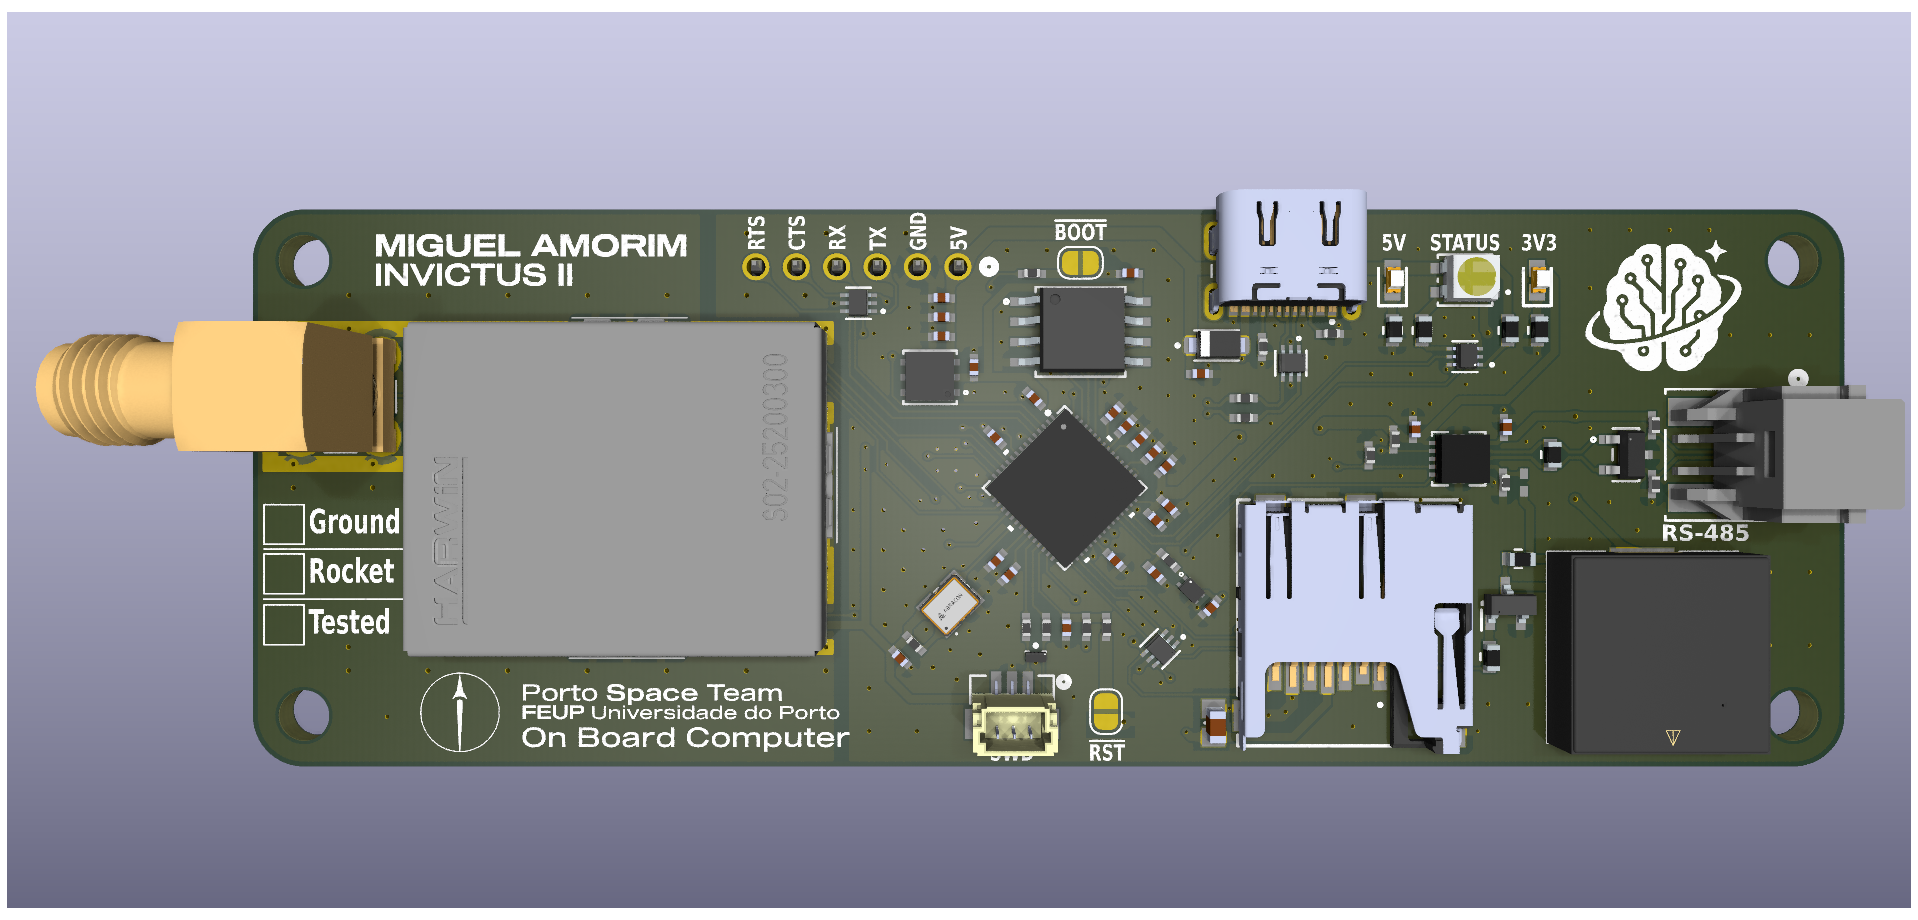 MIGUEL AMORIM
INVICTUS II
RTS
CTS
RX
TX
GND
5V
BOOT
5V
STATUS
3V3
S02-25200300
HARWIN
Ground
Rocket
Tested
RS-485
Porto Space Team
FEUP Universidade do Porto
On Board Computer
SWD
RST